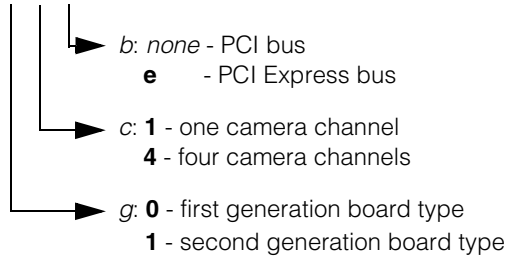 b: none - PCI bus
e - PCI Express bus
c: 1 - one camera channel
4 - four camera channels
g: 0 - first generation board type
1 - second generation board type